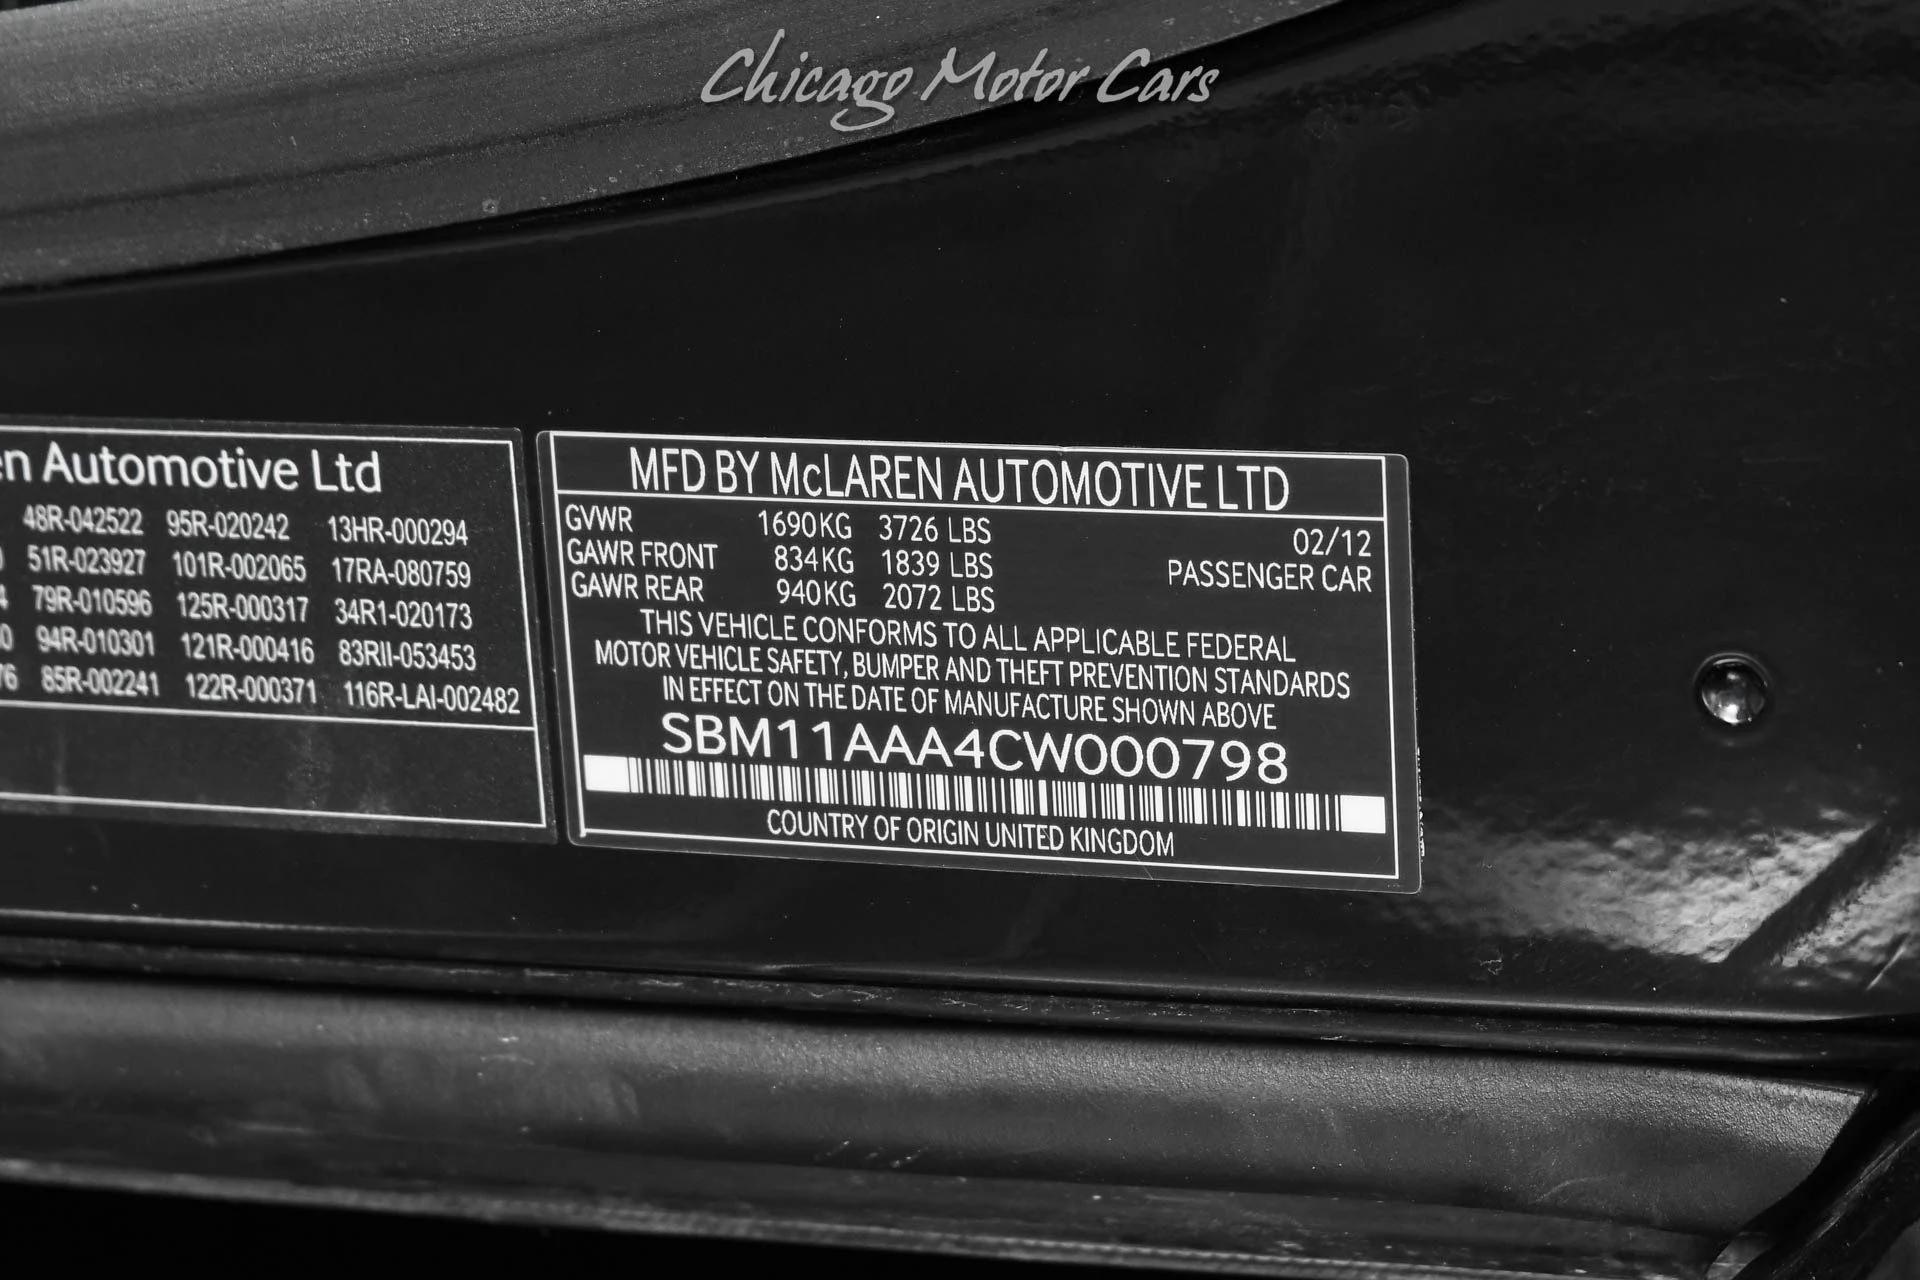 Chicago Motor Cars
Automotive Ltd
48R-042522 95R-020242 13HR-000294
51R-023927 101R-002065 17RA-080759
79R-010596 125R-000317 34R1-020173
94R-010301 121R-000416 83RII-053453
85R-002241 122R-000371 116R-LAI-002482
MFD BY McLAREN AUTOMOTIVE LTD
GVWR 1690KG 3726 LBS 02/12
GAWR FRONT 834KG 1839 LBS PASSENGER CAR
GAWR REAR 940KG 2072 LBS
THIS VEHICLE CONFORMS TO ALL APPLICABLE FEDERAL
MOTOR VEHICLE SAFETY, BUMPER AND THEFT PREVENTION STANDARDS
IN EFFECT ON THE DATE OF MANUFACTURE SHOWN ABOVE
SBM11AAA4CW000798
COUNTRY OF ORIGIN UNITED KINGDOM